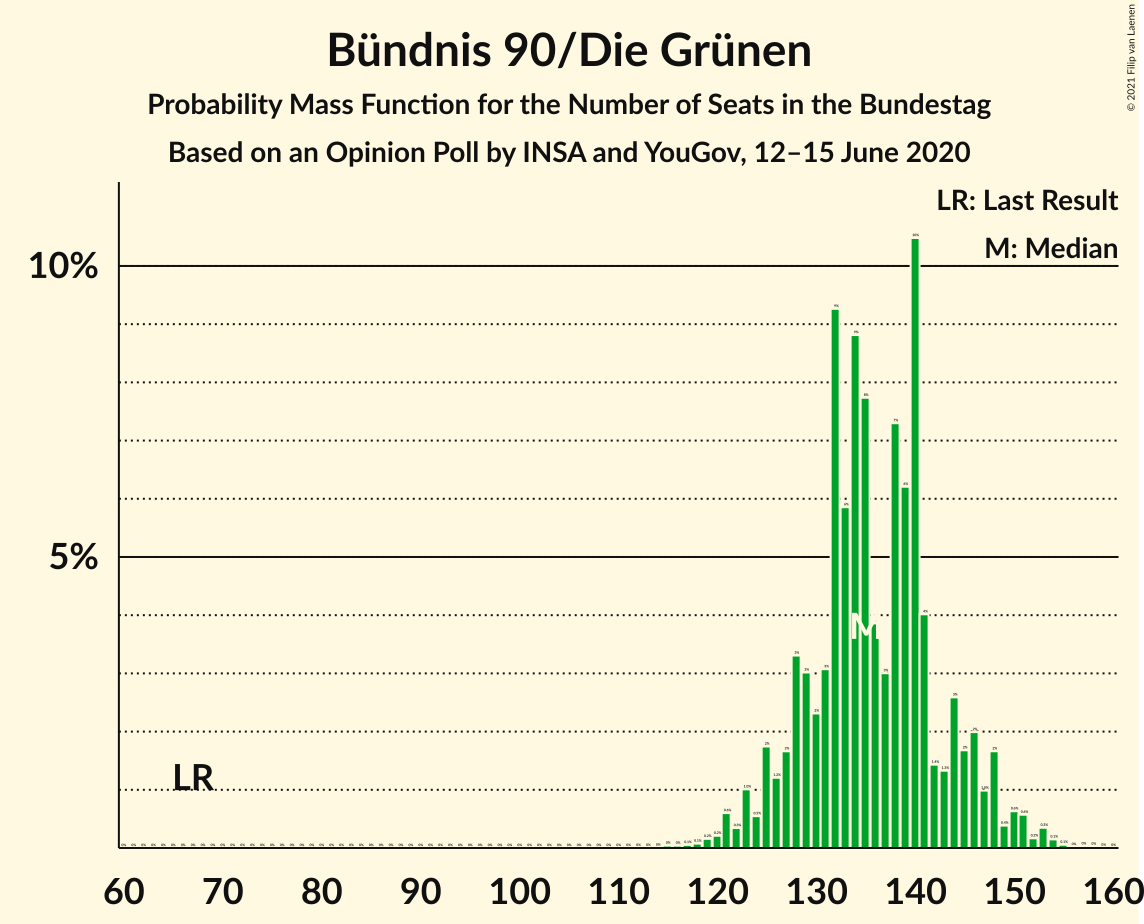 Bündnis 90/Die Grünen
Probability Mass Function for the Number of Seats in the Bundestag
Based on an Opinion Poll by INSA and YouGov, 12–15 June 2020
© 2021 Filip van Laenen
LR: Last Result
M: Median
10%
5%
M
LR
60 70 80 90 100 110 120 130 140 150 160